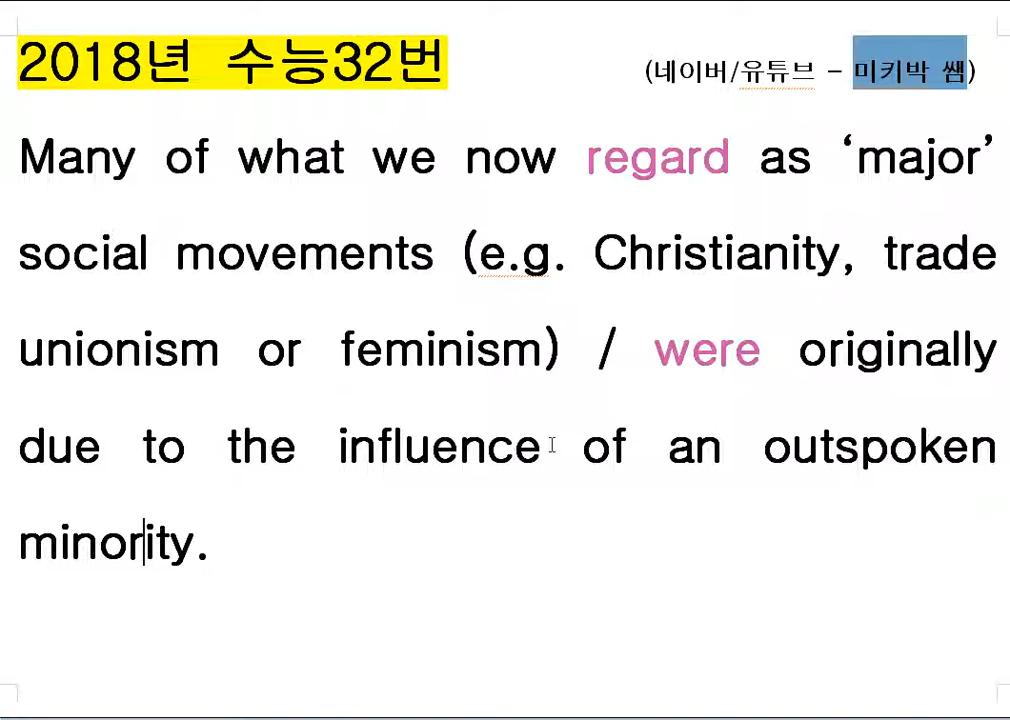 2018년 수능32번 (네이버/유튜브 - 미키박 쌤)
Many of what we now regard as ‘major’
social movements (e.g. Christianity, trade
unionism or feminism) / were originally
due to the influence of an outspoken
minority.